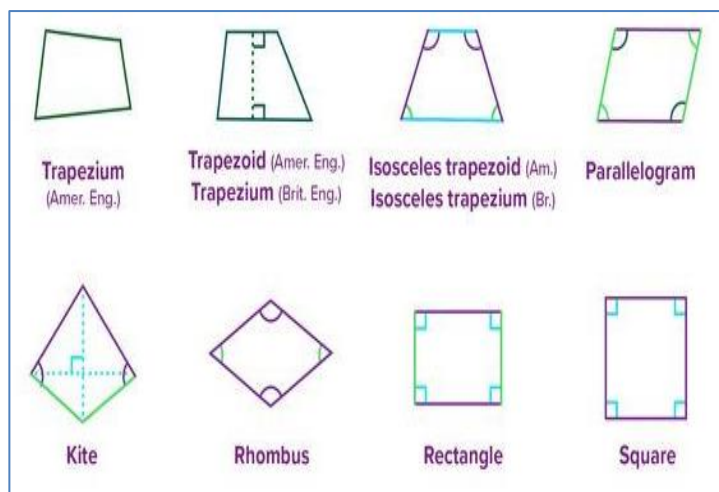 Trapezium
(Amer. Eng.)
Trapezoid (Amer. Eng.)
Trapezium (Brit. Eng.)
Isosceles trapezoid (Am.)
Isosceles trapezium (Br.)
Parallelogram
Kite
Rhombus
Rectangle
Square